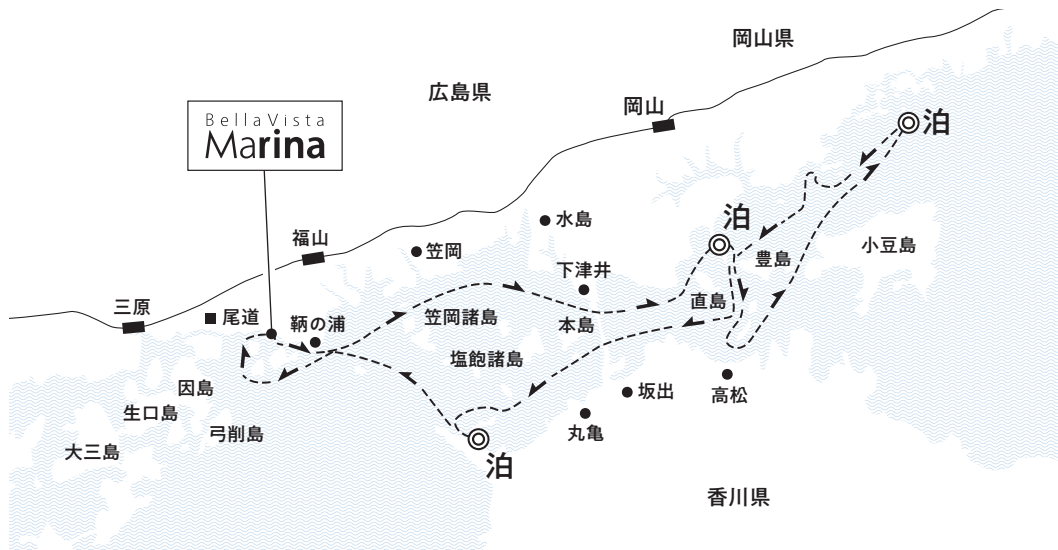 岡山県
広島県
岡山
BellaVista
Marina
泊
水島
泊
福山
笠岡
小豆島
豊島
下津井
直島
三原
尾道
鞆の浦
笠岡諸島
本島
塩飽諸島
因島
坂出
高松
生口島
弓削島
丸亀
大三島
泊
香川県